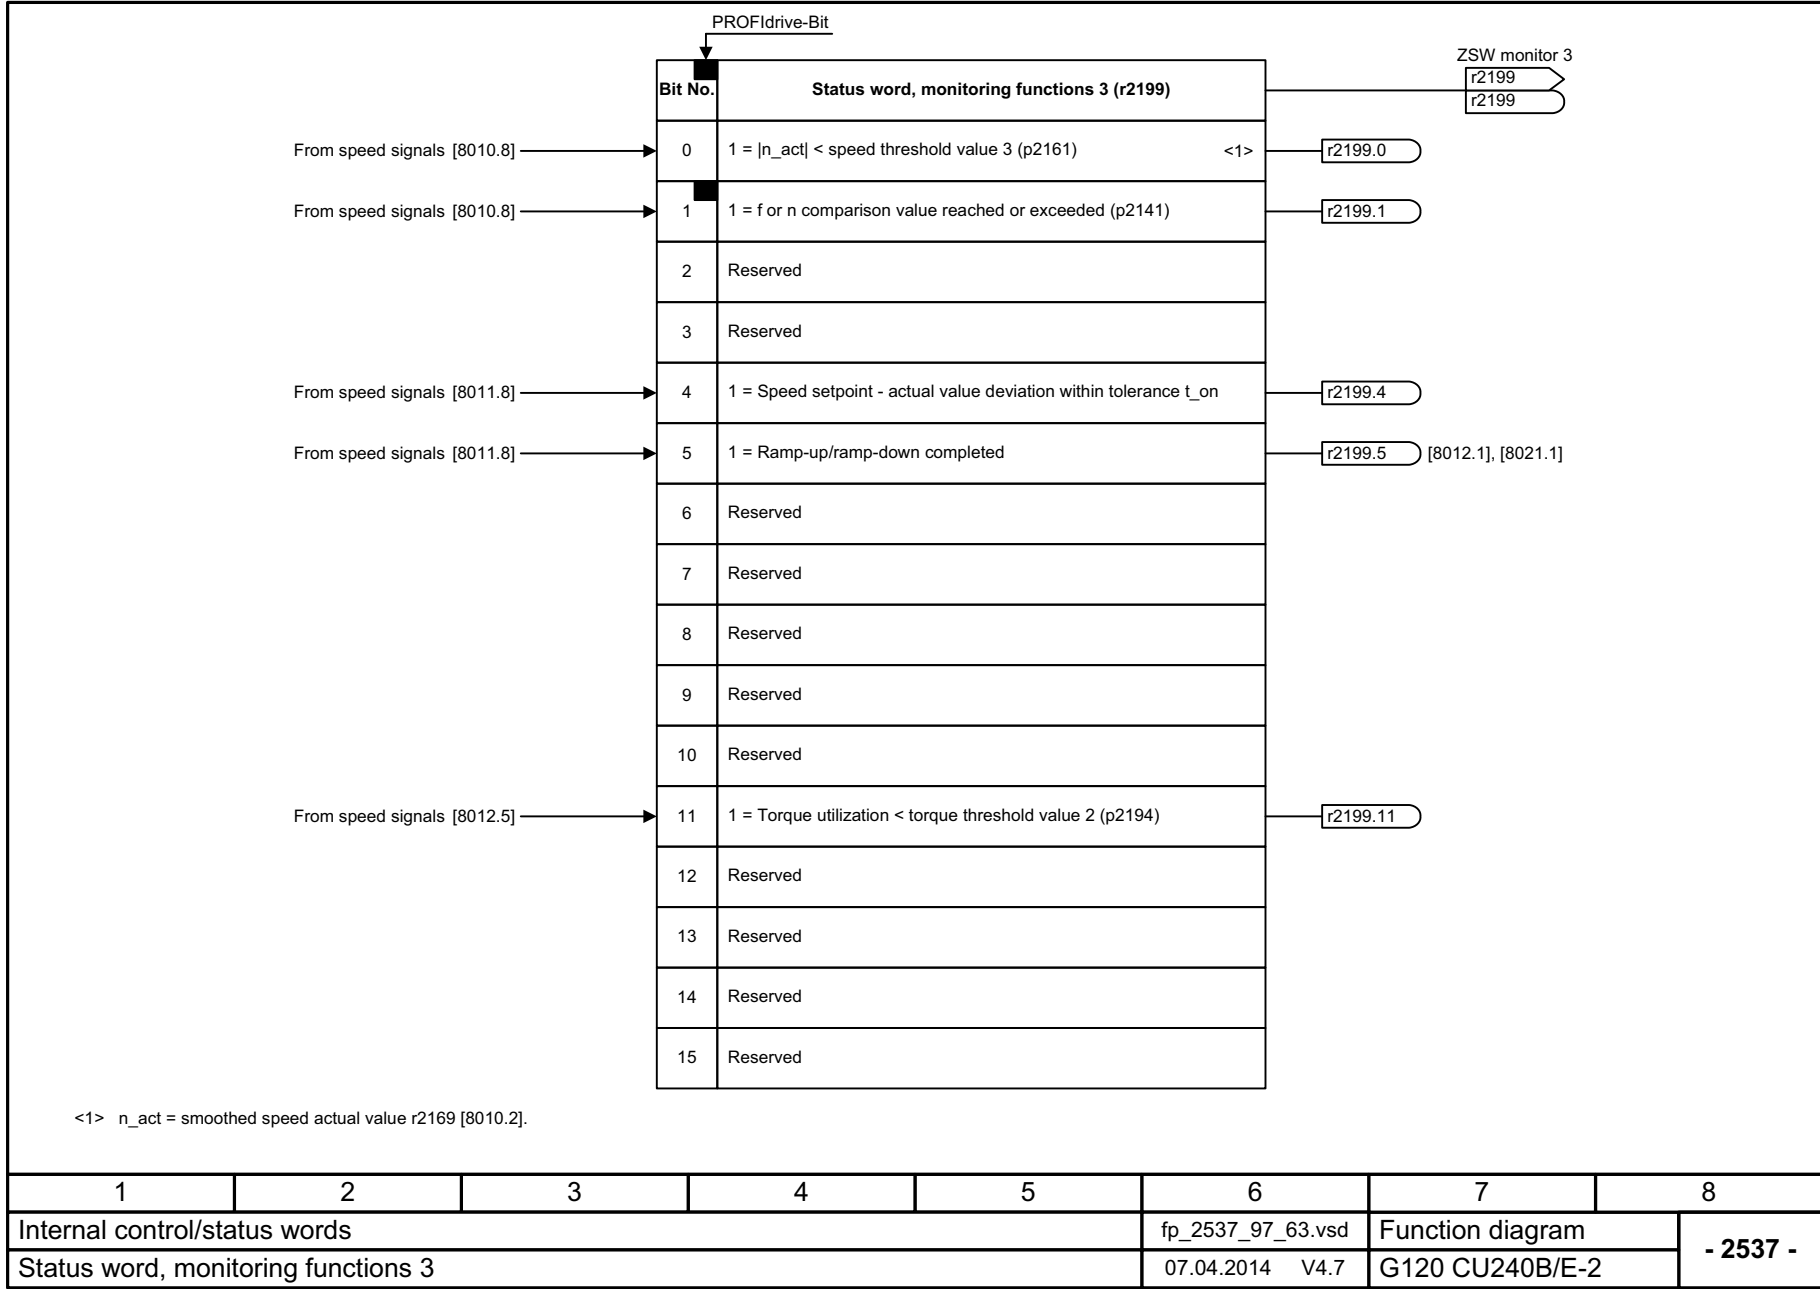 PROFIdrive-Bit
ZSW monitor 3
r2199
r2199
Bit No. Status word, monitoring functions 3 (r2199)
From speed signals [8010.8] 0 1 = |n_act| < speed threshold value 3 (p2161) <1> r2199.0
From speed signals [8010.8] 1 1 = f or n comparison value reached or exceeded (p2141) r2199.1
2 Reserved
3 Reserved
From speed signals [8011.8] 4 1 = Speed setpoint - actual value deviation within tolerance t_on r2199.4
From speed signals [8011.8] 5 1 = Ramp-up/ramp-down completed r2199.5 [8012.1], [8021.1]
6 Reserved
7 Reserved
8 Reserved
9 Reserved
10 Reserved
From speed signals [8012.5] 11 1 = Torque utilization < torque threshold value 2 (p2194) r2199.11
12 Reserved
13 Reserved
14 Reserved
15 Reserved
<1> n_act = smoothed speed actual value r2169 [8010.2].
1 2 3 4 5 6 7 8
Internal control/status words fp_2537_97_63.vsd Function diagram
- 2537 -
Status word, monitoring functions 3 07.04.2014 V4.7 G120 CU240B/E-2